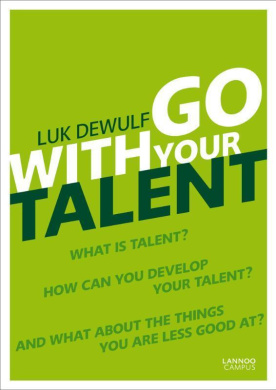 LUK DEWULF
GO
WITH YOUR
TALENT
WHAT IS TALENT?
HOW CAN YOU DEVELOP
YOUR TALENT?
AND WHAT ABOUT THE THINGS
YOU ARE LESS GOOD AT?
LANNOO
CAMPUS